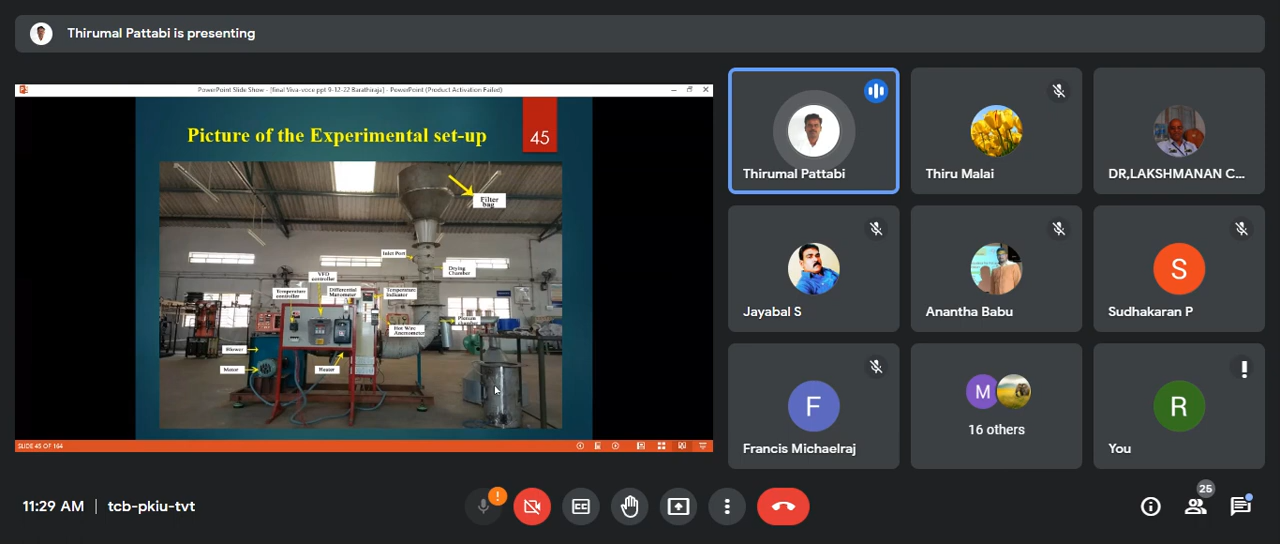 Thirumal Pattabi is presenting
PowerPoint Slide Show - [final Viva-voce.ppt 9-12-22 Barathiraja] - PowerPoint (Product Activation Failed)
Picture of the Experimental set-up
45
Filter
bag
Inlet Port
Drying
Chamber
VFD
controller
Temperature
controller
Differential
Manometer
Temperature
indicator
Hot Wire
Anemometer
Plenum
Blower
Motor
Heater
SLIDE 45 OF 164
Thirumal Pattabi
Thiru Malai
DR,LAKSHMANAN C...
Jayabal S
Anantha Babu
S
Sudhakaran P
F
Francis Michaelraj
M
16 others
R
You
11:29 AM | tcb-pkiu-tvt
CC
25